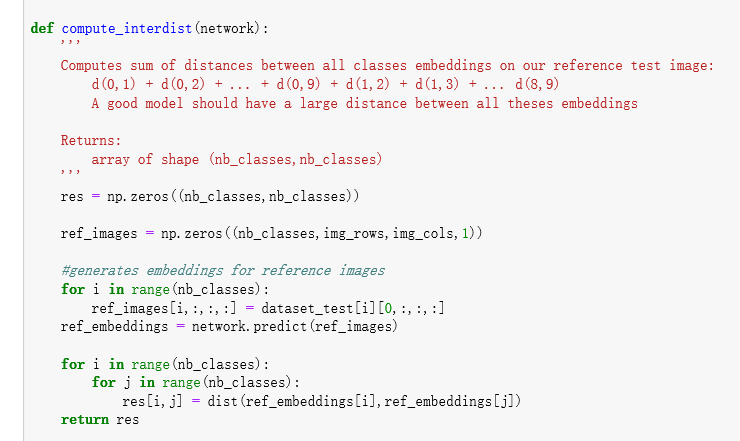 def compute_interdist(network):
    '''
    Computes sum of distances between all classes embeddings on our reference test image:
        d(0,1) + d(0,2) + ... + d(0,9) + d(1,2) + d(1,3) + ... d(8,9)
        A good model should have a large distance between all theses embeddings
    Returns:
        array of shape (nb_classes,nb_classes)
    '''
    res = np.zeros((nb_classes,nb_classes))
    ref_images = np.zeros((nb_classes,img_rows,img_cols,1))
    #generates embeddings for reference images
    for i in range(nb_classes):
        ref_images[i,:,:,:] = dataset_test[i][0,:,:,:]
    ref_embeddings = network.predict(ref_images)
    for i in range(nb_classes):
        for j in range(nb_classes):
            res[i,j] = dist(ref_embeddings[i],ref_embeddings[j])
    return res